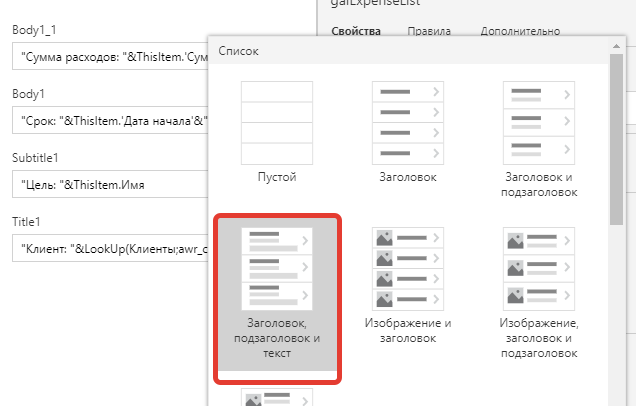 galExpenseList
Свойства Правила Дополнительно
Body1_1
"Сумма расходов: "&ThisItem.'Сум
Body1
"Срок: "&ThisItem.'Дата начала'&"
Subtitle1
"Цель: "&ThisItem.Имя
Title1
"Клиент: "&LookUp(Клиенты;awr_c
Список
Пустой
Заголовок
Заголовок и
подзаголовок
Заголовок,
подзаголовок и
текст
Изображение и
заголовок
Изображение,
заголовок и
подзаголовок